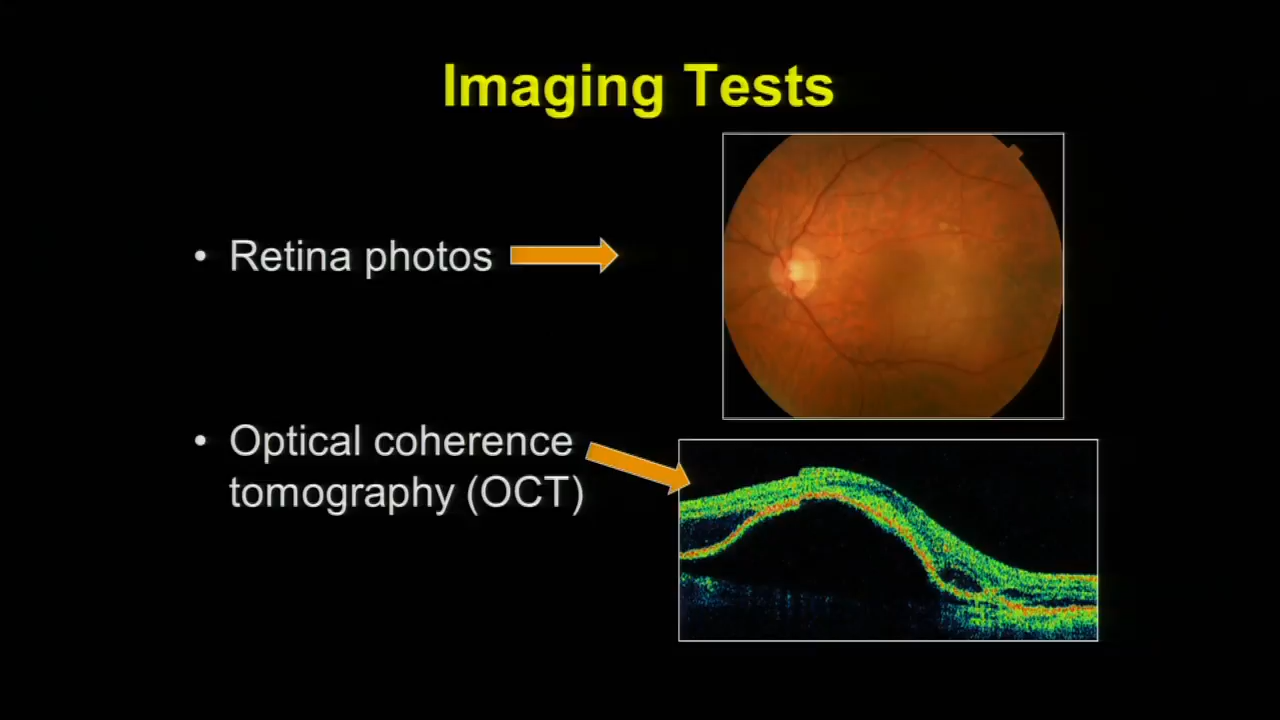 Imaging Tests
• Retina photos
• Optical coherence
tomography (OCT)